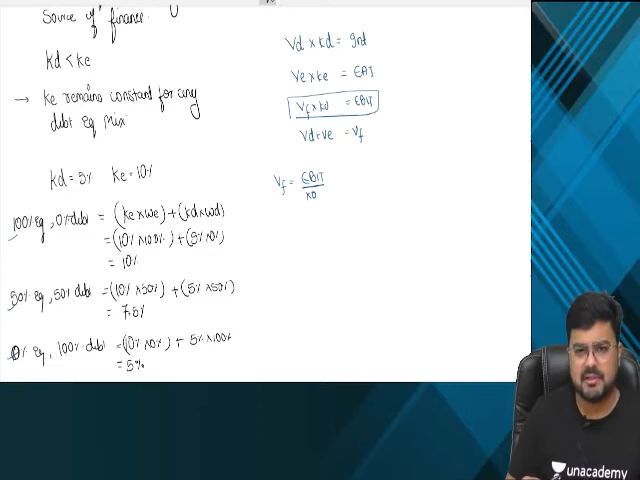 Source of finance.
Kd < Ke
→ Ke remains constant for any
debt Eq Mix
Kd = 5% Ke = 10%
100% eq, 0% debt = (Ke x We) + (Kd x Wd)
= (10% x 100%) + (5% x 0%)
= 10%
50% eq, 50% debt = (10% x 50%) + (5% x 50%)
= 7.5%
0% eq, 100% debt = (10% x 0%) + 5% x 100%
= 5%
Vd x Kd = Int
Ve x Ke = EAT
Vf x Ko = EBIT
Vd + Ve = Vf
Vf = EBIT
Ko
unacademy